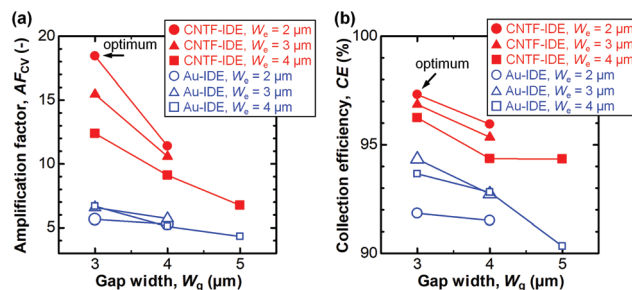 (a)
CNTF-IDE, We = 2 μm
CNTF-IDE, We = 3 μm
CNTF-IDE, We = 4 μm
Au-IDE, We = 2 μm
Au-IDE, We = 3 μm
Au-IDE, We = 4 μm
optimum
Amplification factor, AFCV (-)
20
15
10
5
3
4
5
Gap width, Wg (μm)
(b)
CNTF-IDE, We = 2 μm
CNTF-IDE, We = 3 μm
CNTF-IDE, We = 4 μm
Au-IDE, We = 2 μm
Au-IDE, We = 3 μm
Au-IDE, We = 4 μm
optimum
Collection efficiency, CE (%)
100
95
90
3
4
5
Gap width, Wg (μm)